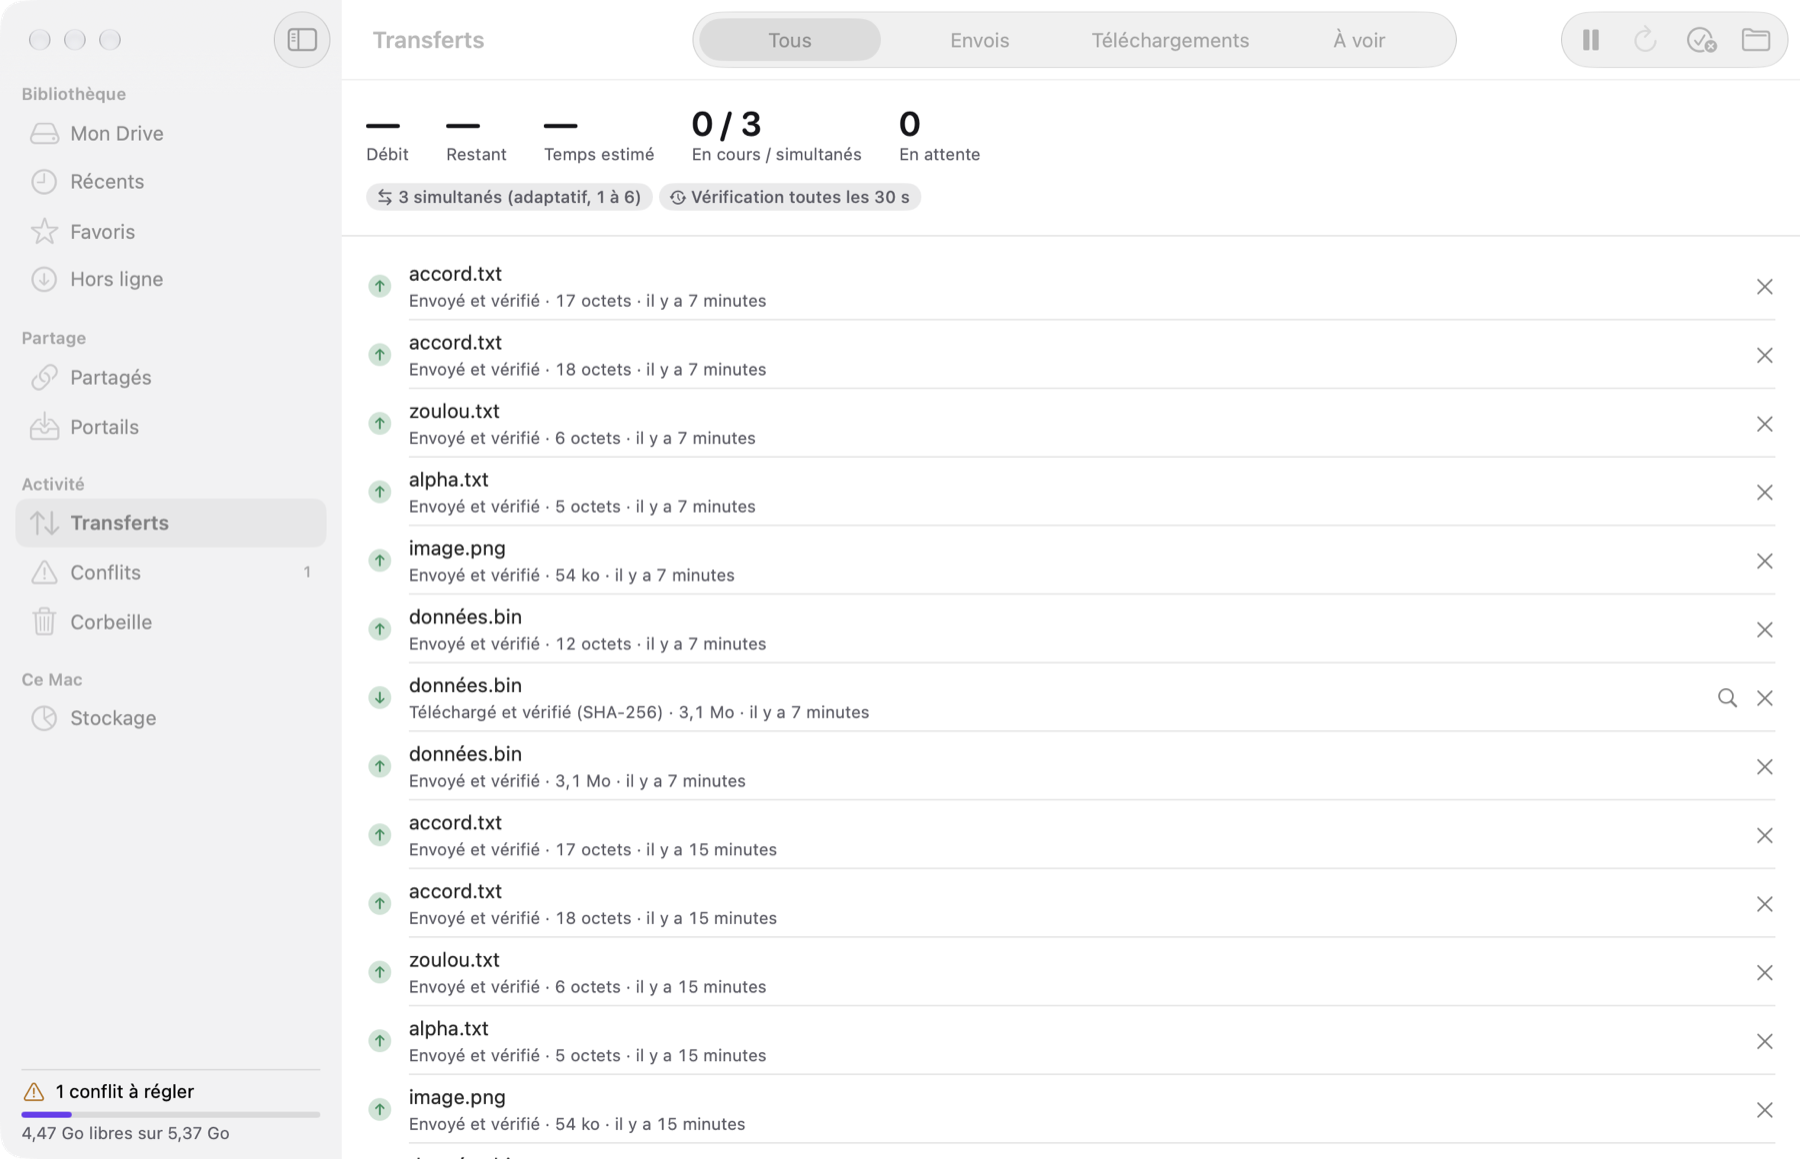 Transferts
Tous
Envois
Téléchargements
À voir
Bibliothèque
Mon Drive
Récents
Favoris
Hors ligne
Partage
Partagés
Portails
Activité
Transferts
Conflits 1
Corbeille
Ce Mac
Stockage
1 conflit à régler
4,47 Go libres sur 5,37 Go
— — — 0 / 3 0
Débit Restant Temps estimé En cours / simultanés En attente
3 simultanés (adaptatif, 1 à 6) Vérification toutes les 30 s
accord.txt
Envoyé et vérifié · 17 octets · il y a 7 minutes
accord.txt
Envoyé et vérifié · 18 octets · il y a 7 minutes
zoulou.txt
Envoyé et vérifié · 6 octets · il y a 7 minutes
alpha.txt
Envoyé et vérifié · 5 octets · il y a 7 minutes
image.png
Envoyé et vérifié · 54 ko · il y a 7 minutes
données.bin
Envoyé et vérifié · 12 octets · il y a 7 minutes
données.bin
Téléchargé et vérifié (SHA-256) · 3,1 Mo · il y a 7 minutes
données.bin
Envoyé et vérifié · 3,1 Mo · il y a 7 minutes
accord.txt
Envoyé et vérifié · 17 octets · il y a 15 minutes
accord.txt
Envoyé et vérifié · 18 octets · il y a 15 minutes
zoulou.txt
Envoyé et vérifié · 6 octets · il y a 15 minutes
alpha.txt
Envoyé et vérifié · 5 octets · il y a 15 minutes
image.png
Envoyé et vérifié · 54 ko · il y a 15 minutes